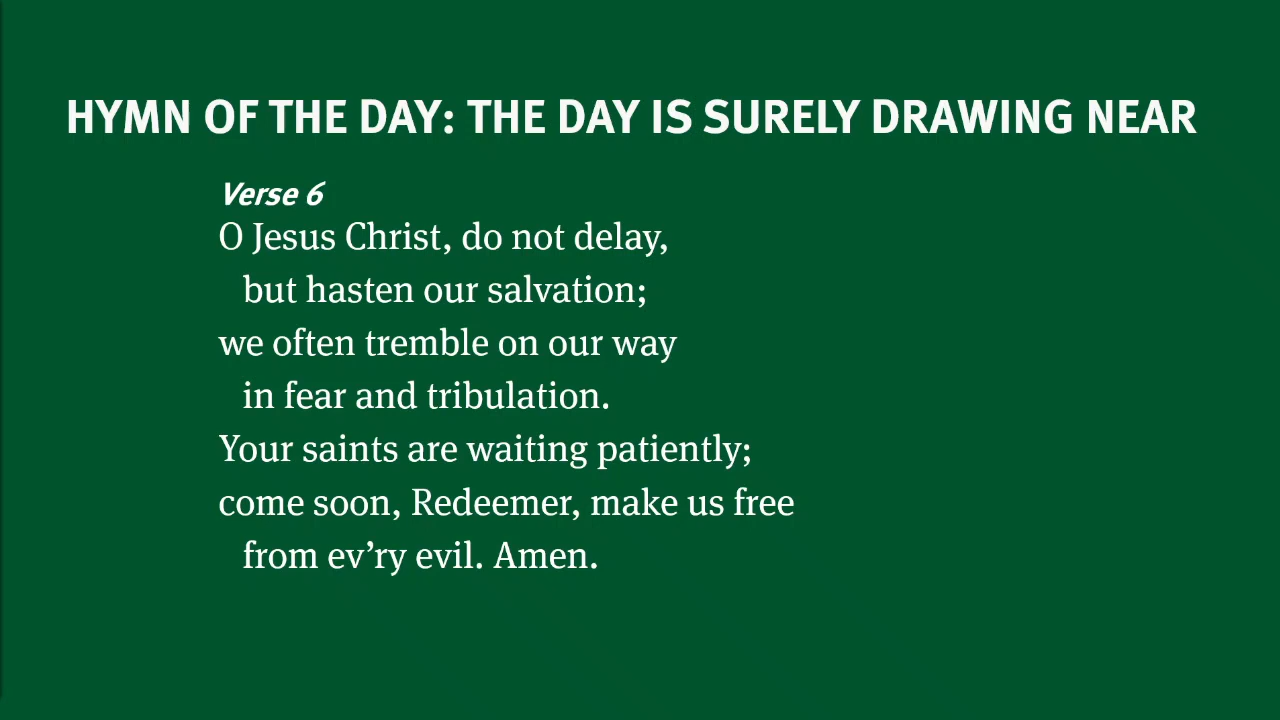 HYMN OF THE DAY: THE DAY IS SURELY DRAWING NEAR
Verse 6
O Jesus Christ, do not delay,
but hasten our salvation;
we often tremble on our way
in fear and tribulation.
Your saints are waiting patiently;
come soon, Redeemer, make us free
from ev’ry evil. Amen.